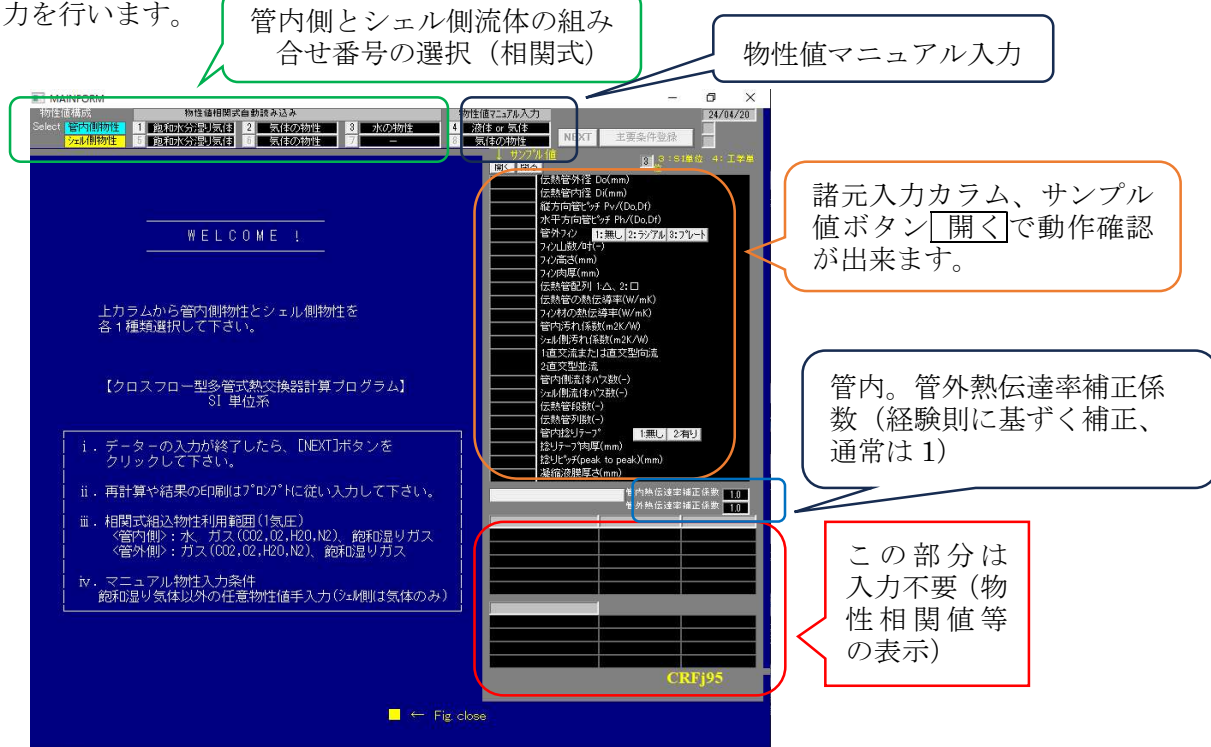 力を行います。
管内側とシェル側流体の組み
合せ番号の選択（相関式）
物性値マニュアル入力
MAINFORM
物性値構成 物性値相関式自動読み込み 物性値マニュアル入力 24/04/20
Select 管内側物性 1 飽和水分湿り気体 2 気体の物性 3 水の物性 4 液体 or 気体 NEXT 主要条件登録
シェル側物性 5 飽和水分湿り気体 6 気体の物性 7 － 8 気体の物性
↓ サンプル値
開く 閉る 3 3：SI単位 4：工学単位
伝熱管外径 Do(mm)
伝熱管内径 Di(mm)
縦方向管ピッチ Pv/(Do,Df)
水平方向管ピッチ Ph/(Do,Df)
管外フィン 1:無し 2:ラジアル 3:プレート
フィン山数/吋(-)
フィン高さ(mm)
フィン肉厚(mm)
伝熱管配列 1:△、2:口
伝熱管の熱伝導率(W/mK)
フィン材の熱伝導率(W/mK)
管内汚れ係数(m2K/W)
シェル側汚れ係数(m2K/W)
1直交流または直交型向流
2直交型並流
管内側流体パス数(-)
シェル側流体パス数(-)
伝熱管段数(-)
伝熱管列数(-)
管内捻りテープ 1:無し 2:有り
捻りテープ肉厚(mm)
捻りピッチ(peak to peak)(mm)
凝縮液膜厚さ(mm)
管内熱伝達率補正係数 1.0
管外熱伝達率補正係数 1.0
CRFj95
WELCOME !
上カラムから管内側物性とシェル側物性を
各１種類選択して下さい。
【クロスフロー型多管式熱交換器計算プログラム】
SI 単位系
ⅰ. データーの入力が終了したら、[NEXT]ボタンを
クリックして下さい。
ⅱ. 再計算や結果の印刷はプロンプトに従い入力して下さい。
ⅲ. 相関式組込物性利用範囲(1気圧)
<管内側>：水、ガス(CO2,O2,H2O,N2)、飽和湿りガス
<管外側>：ガス(CO2,O2,H2O,N2)、飽和湿りガス
ⅳ. マニュアル物性入力条件
飽和湿り気体以外の任意物性値手入力(シェル側は気体のみ)
← Fig close
諸元入力カラム、サンプル
値ボタン 開く で動作確認
が出来ます。
管内。管外熱伝達率補正係
数（経験則に基ずく補正、
通常は 1）
この部分は
入力不要（物
性相関値等
の表示）